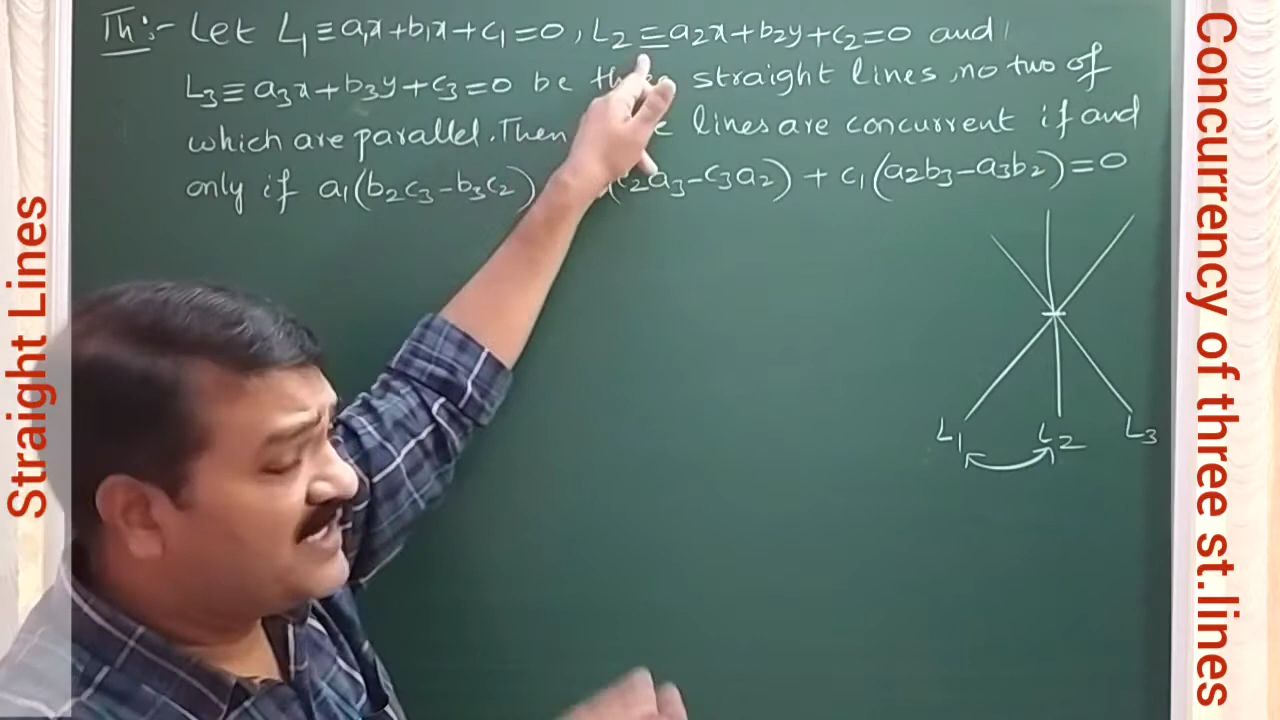 Th:- Let L₁ ≡ a₁x+b₁x+c₁=0, L₂ ≡ a₂x+b₂y+c₂=0 and
L₃ ≡ a₃x+b₃y+c₃=0 be straight lines, no two of
which are parallel. Then lines are concurrent if and
only if a₁(b₂c₃-b₃c₂) (c₂a₃-c₃a₂) + c₁(a₂b₃-a₃b₂)=0
L₁ L₂ L₃
Straight Lines
Concurrency of three st.lines